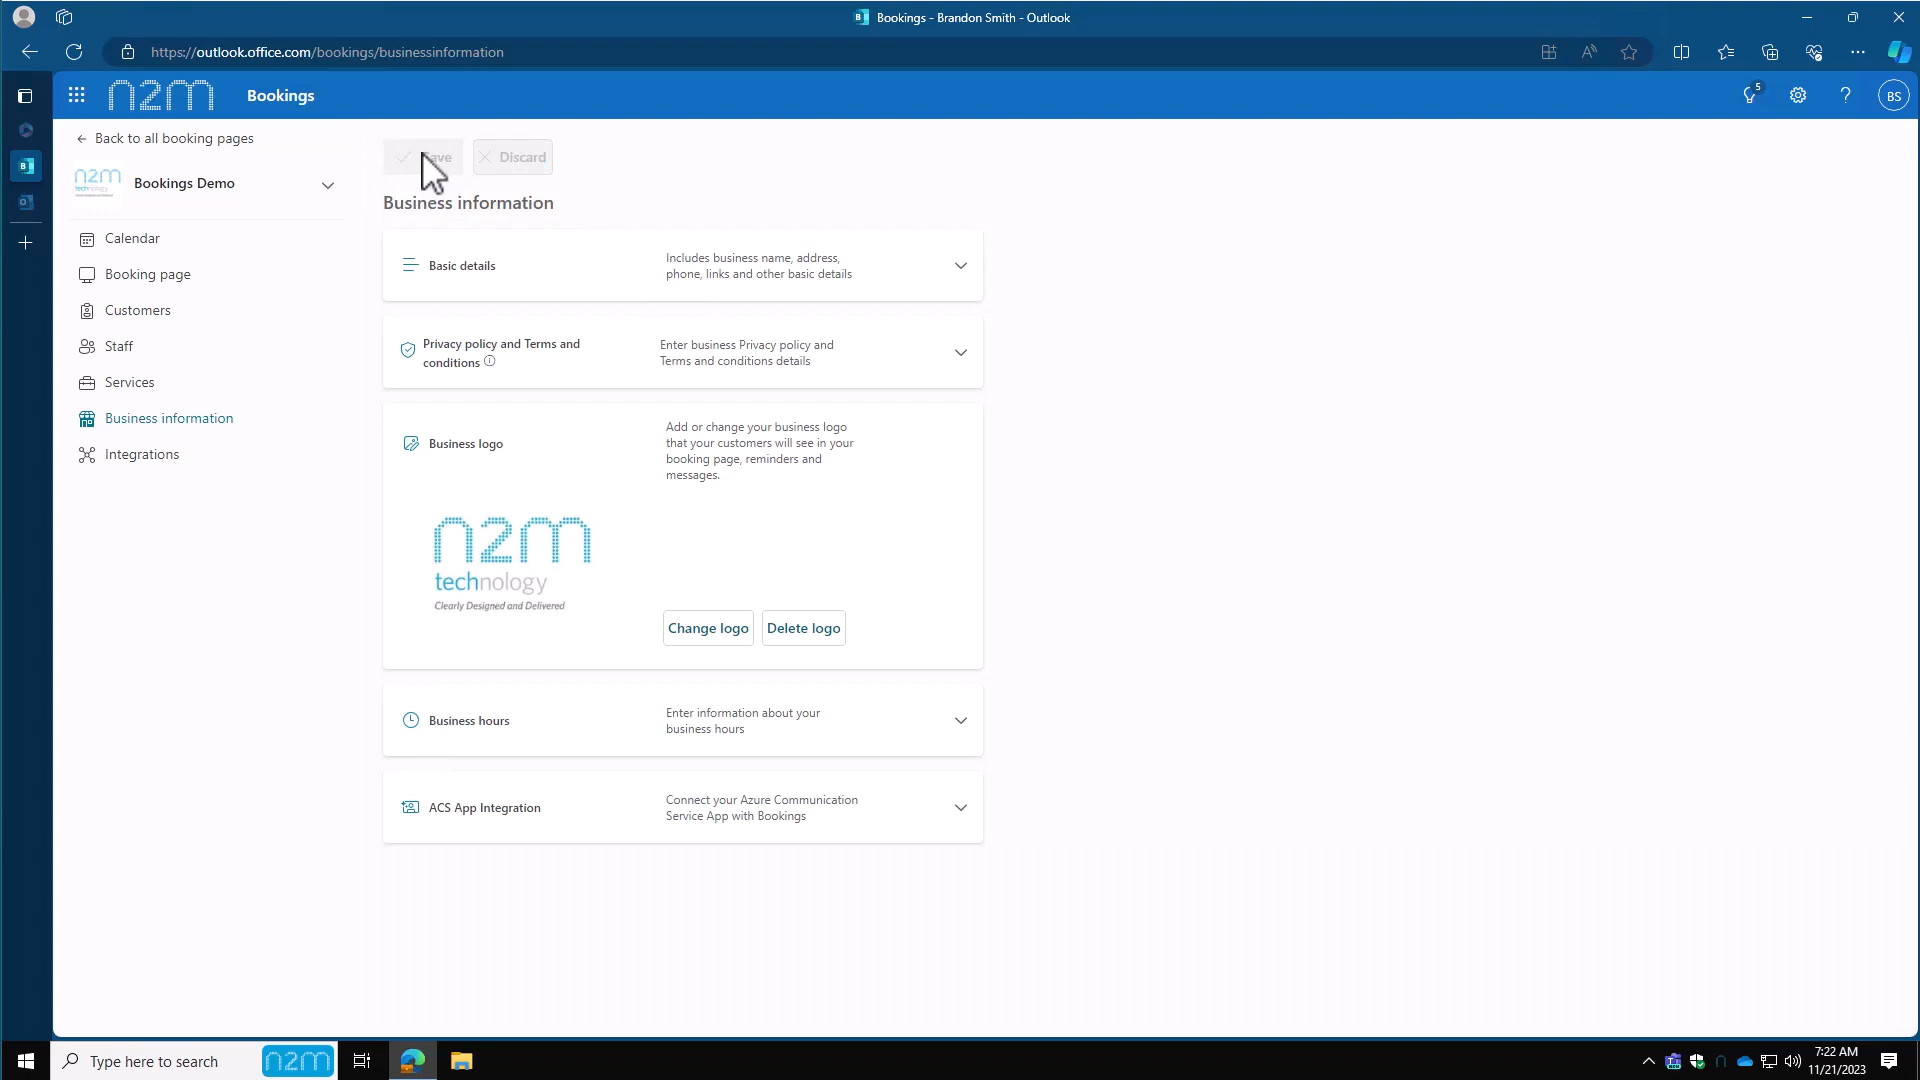 Bookings - Brandon Smith - Outlook
https://outlook.office.com/bookings/businessinformation
n2m
Bookings
5
BS
Back to all booking pages
Discard
n2m
technology
Bookings Demo
Business information
Calendar
Booking page
Customers
Staff
Services
Business information
Integrations
Basic details
Includes business name, address,
phone, links and other basic details
Privacy policy and Terms and
conditions
Enter business Privacy policy and
Terms and conditions details
Business logo
Add or change your business logo
that your customers will see in your
booking page, reminders and
messages.
n2m
technology
Clearly Designed and Delivered
Change logo
Delete logo
Business hours
Enter information about your
business hours
ACS App Integration
Connect your Azure Communication
Service App with Bookings
Type here to search
n2m
7:22 AM
11/21/2023